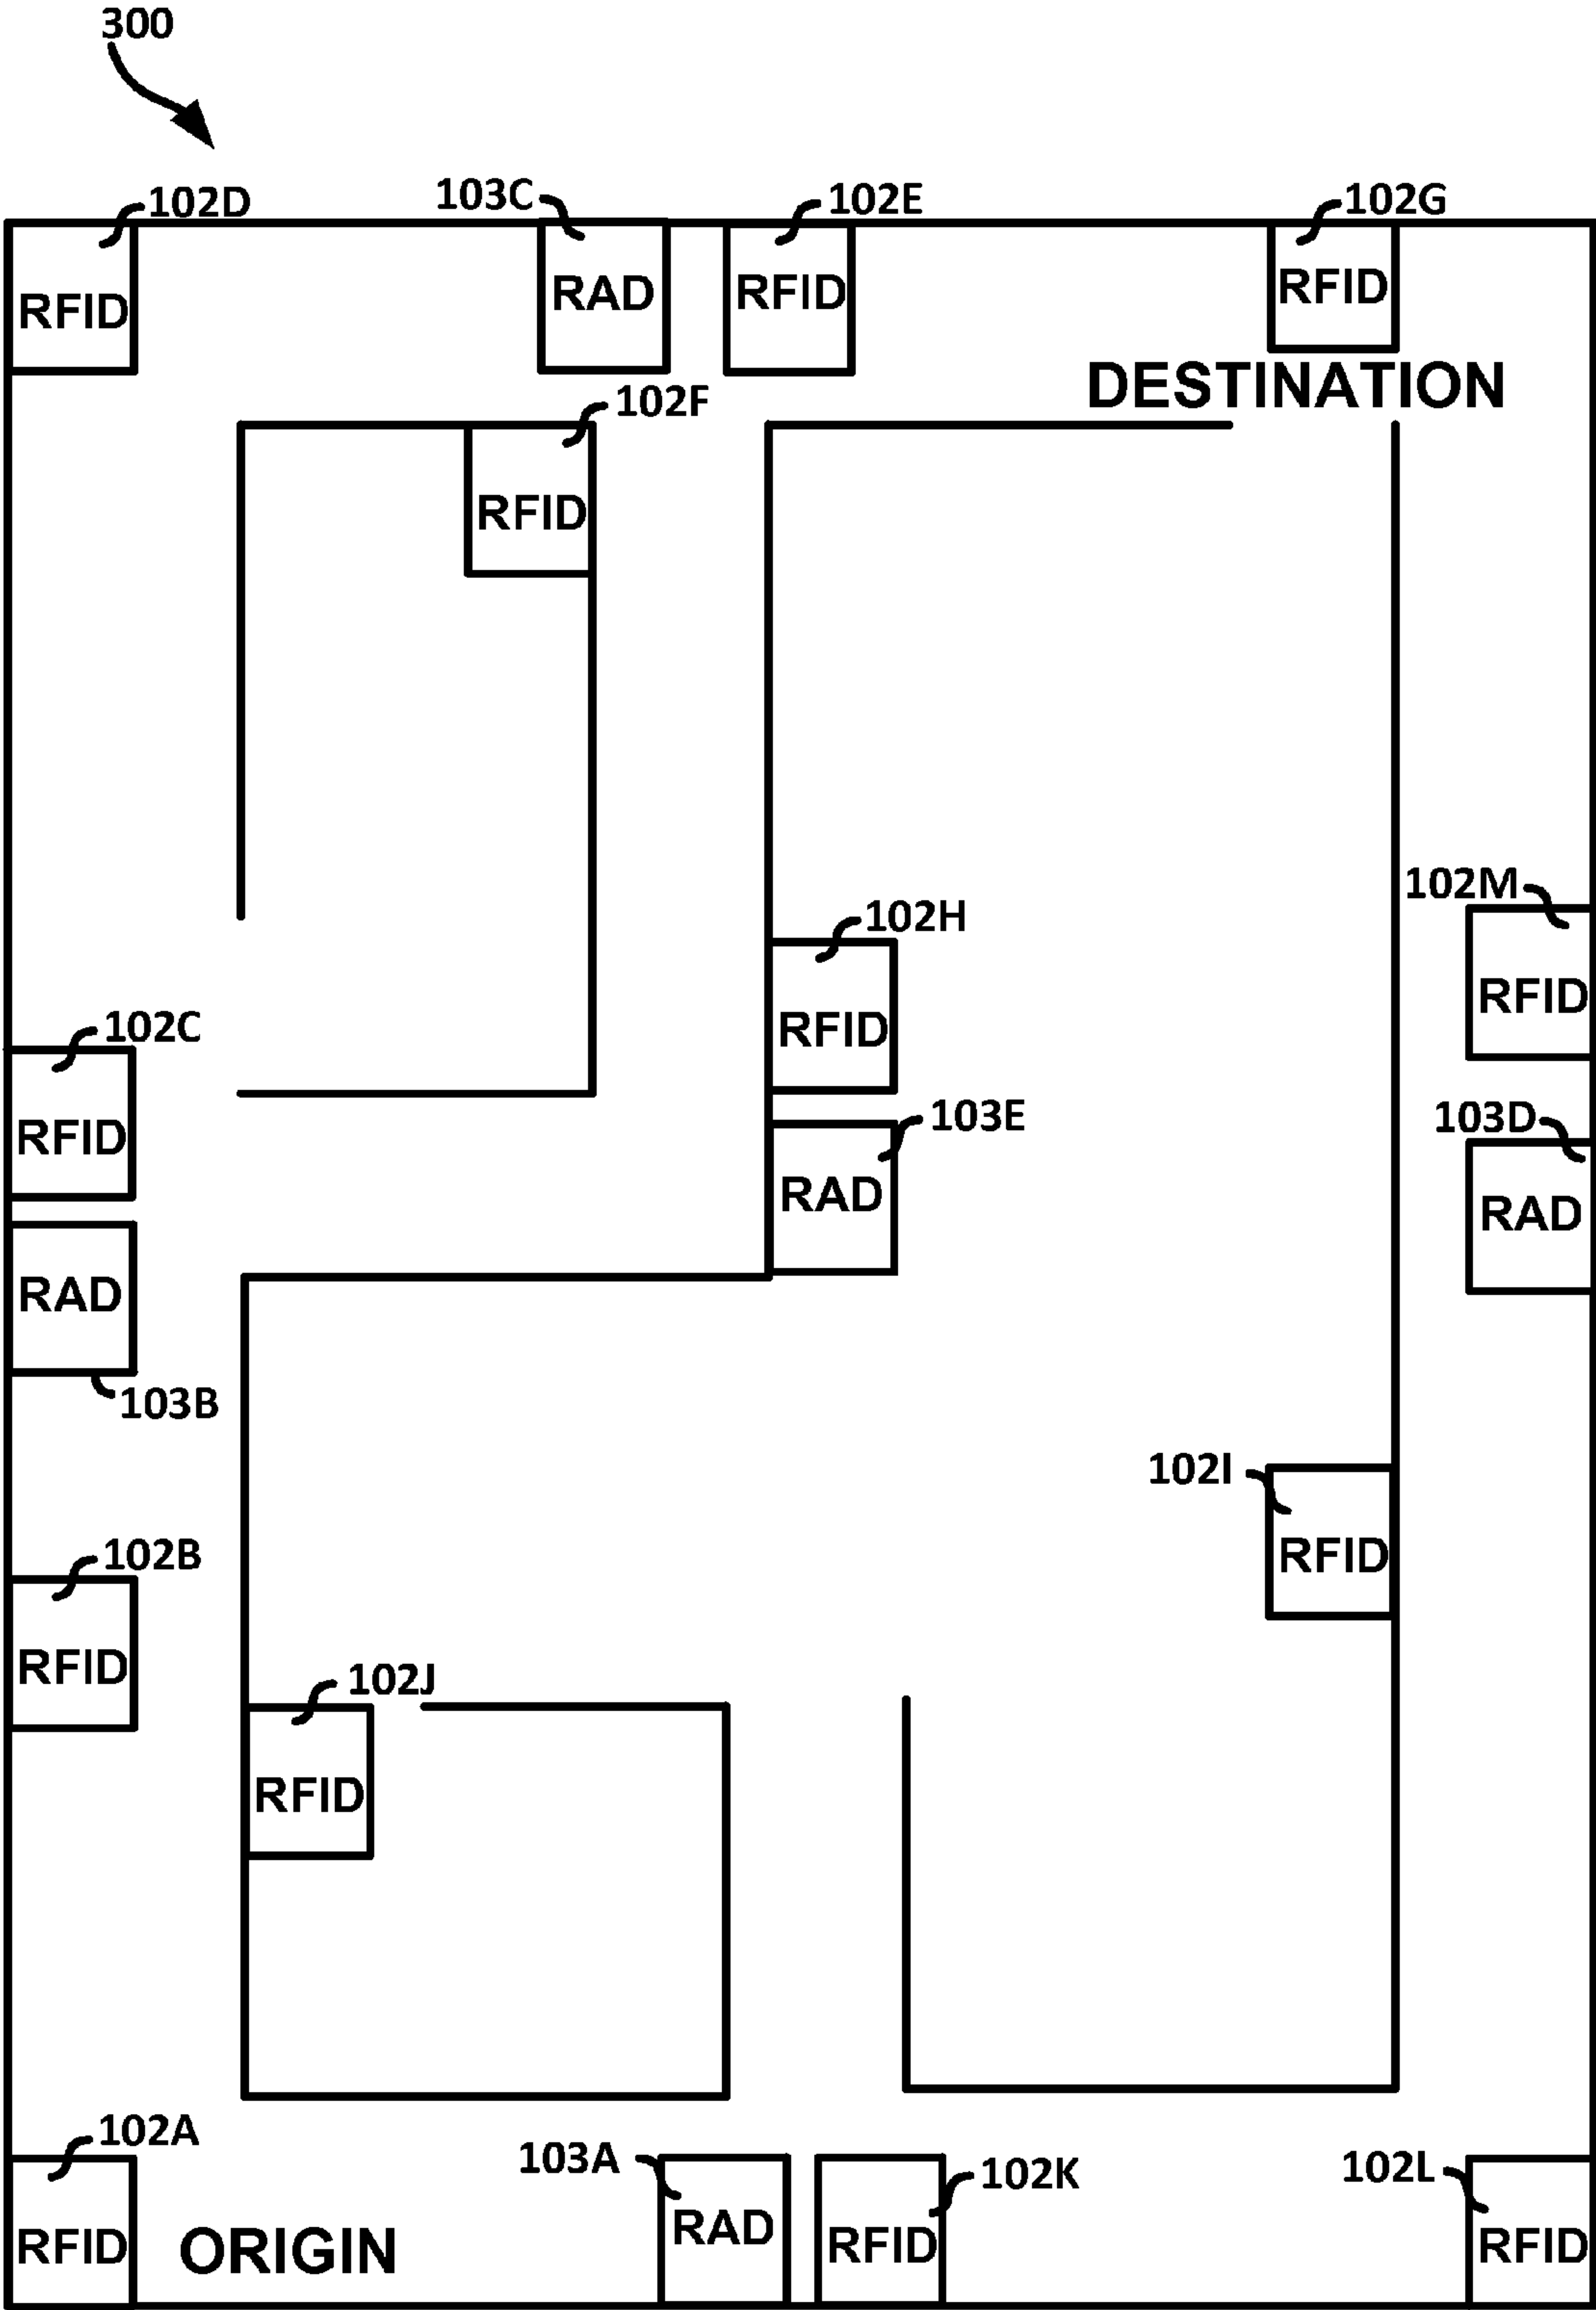 300
102D
103C
102E
102G
RFID
RAD
RFID
RFID
DESTINATION
102F
RFID
102M
102H
RFID
102C
RFID
103E
103D
RFID
RAD
RAD
RAD
103B
102I
102B
RFID
RFID
102J
RFID
102A
103A
102K
102L
RFID
ORIGIN
RAD
RFID
RFID